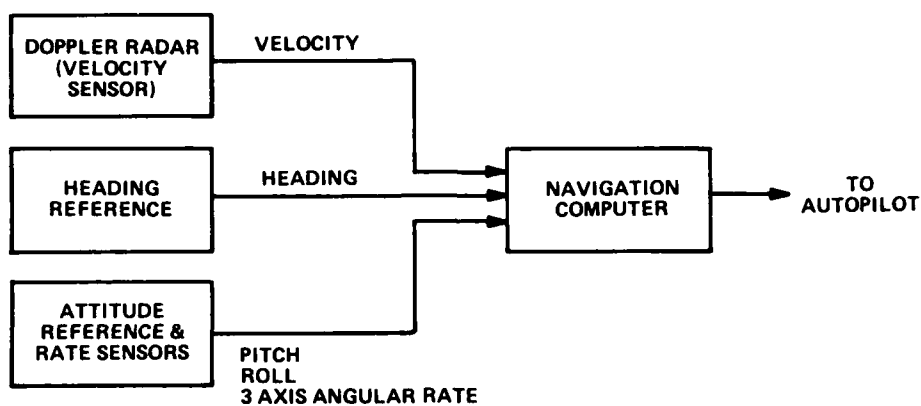 DOPPLER RADAR
(VELOCITY
SENSOR)
VELOCITY
HEADING
REFERENCE
HEADING
ATTITUDE
REFERENCE &
RATE SENSORS
PITCH
ROLL
3 AXIS ANGULAR RATE
NAVIGATION
COMPUTER
TO
AUTOPILOT